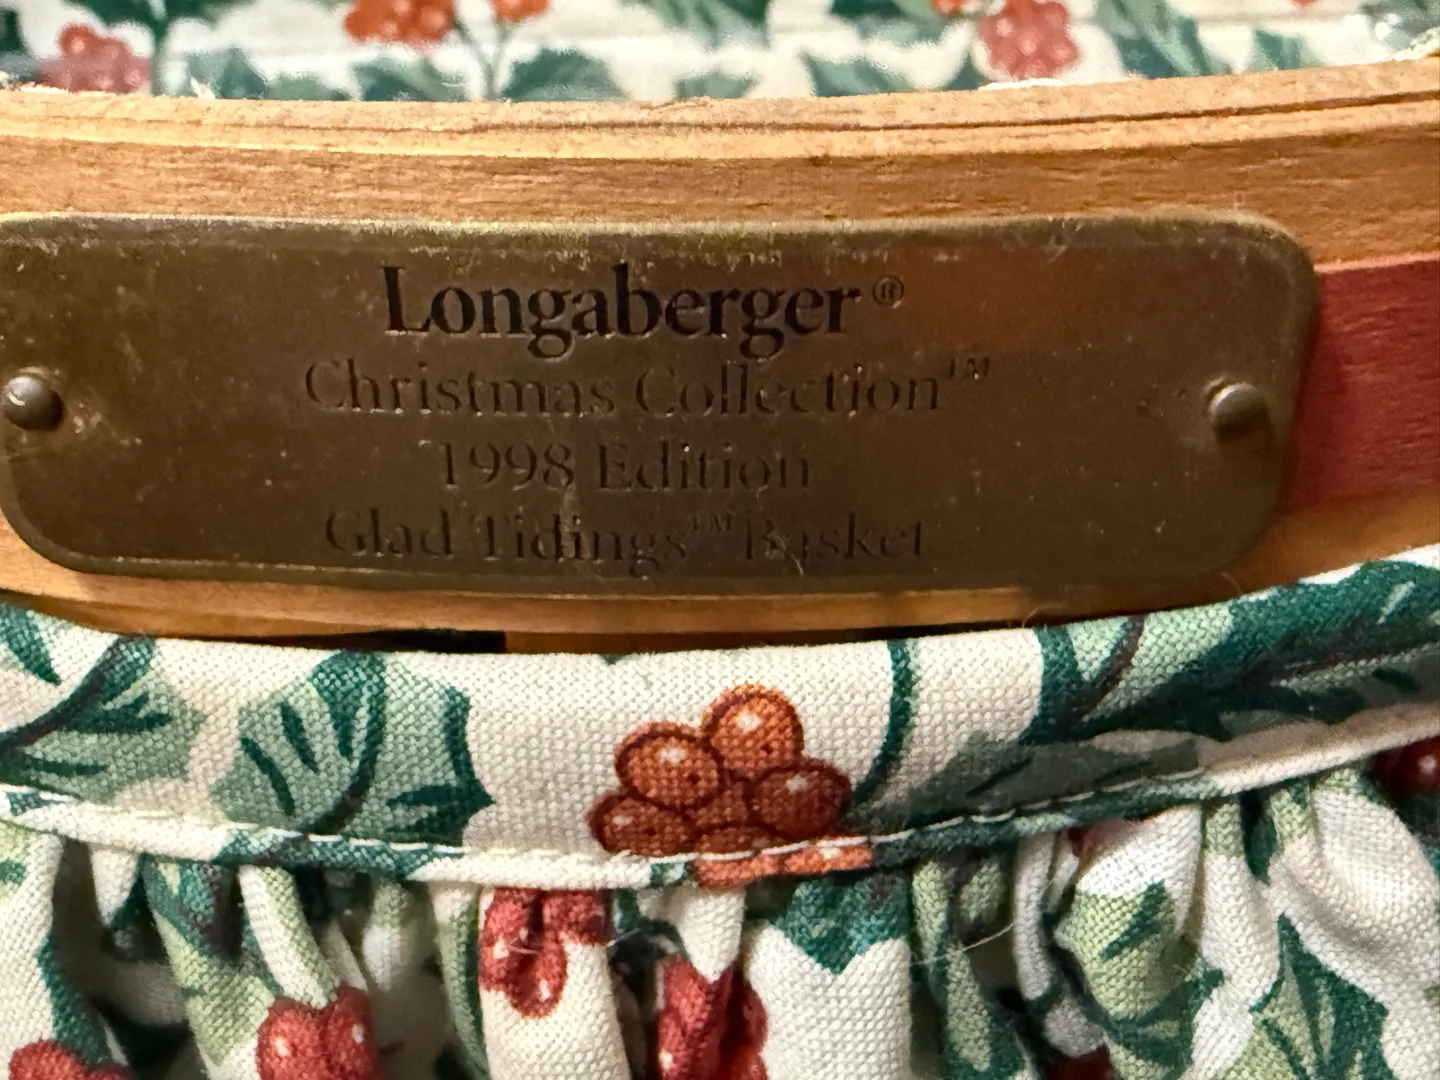 Longaberger®
Christmas Collection™
1998 Edition
Glad Tidings™ Basket